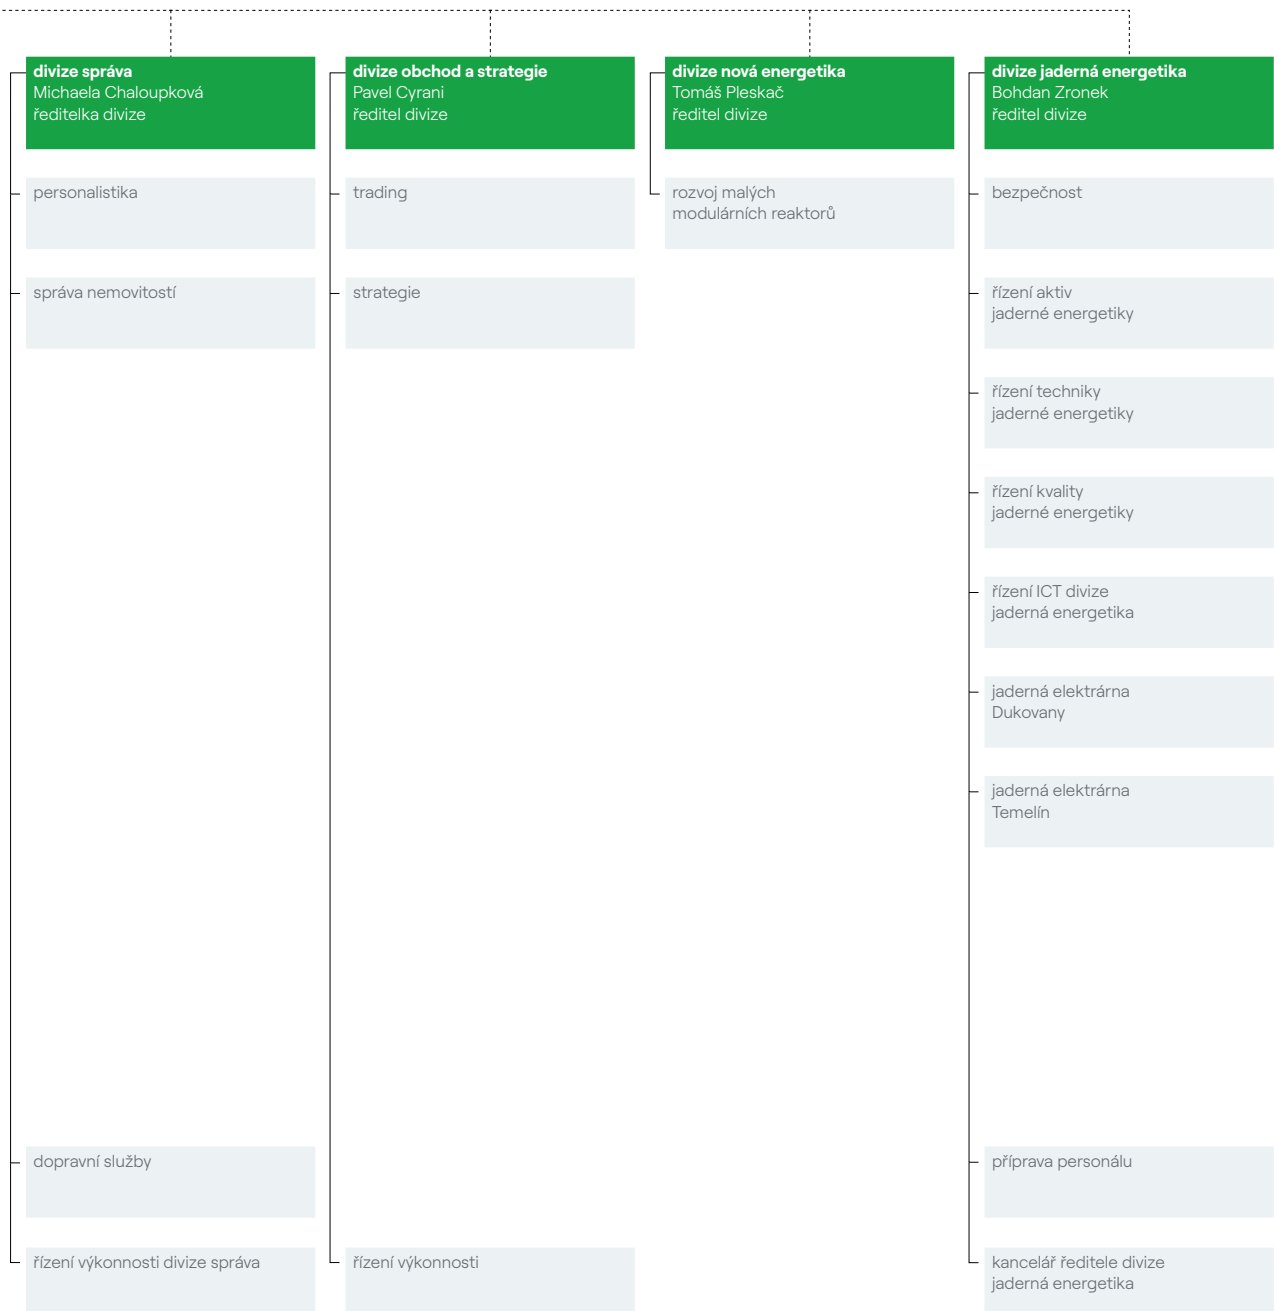 divize správa
Michaela Chaloupková
ředitelka divize
personalistika
správa nemovitostí
dopravní služby
řízení výkonnosti divize správa
divize obchod a strategie
Pavel Cyrani
ředitel divize
trading
strategie
řízení výkonnosti
divize nová energetika
Tomáš Pleskač
ředitel divize
rozvoj malých
modulárních reaktorů
divize jaderná energetika
Bohdan Zronek
ředitel divize
bezpečnost
řízení aktiv
jaderné energetiky
řízení techniky
jaderné energetiky
řízení kvality
jaderné energetiky
řízení ICT divize
jaderná energetika
jaderná elektrárna
Dukovany
jaderná elektrárna
Temelín
příprava personálu
kancelář ředitele divize
jaderná energetika